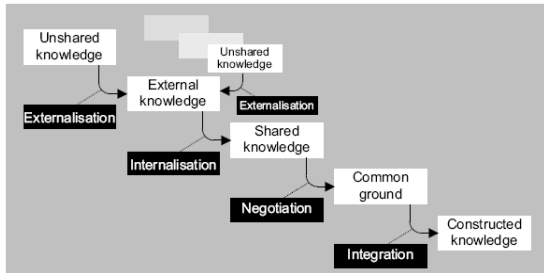 Unshared
knowledge
Unshared
knowledge
External
knowledge
Externalisation
Externalisation
Shared
knowledge
Internalisation
Common
ground
Negotiation
Constructed
knowledge
Integration